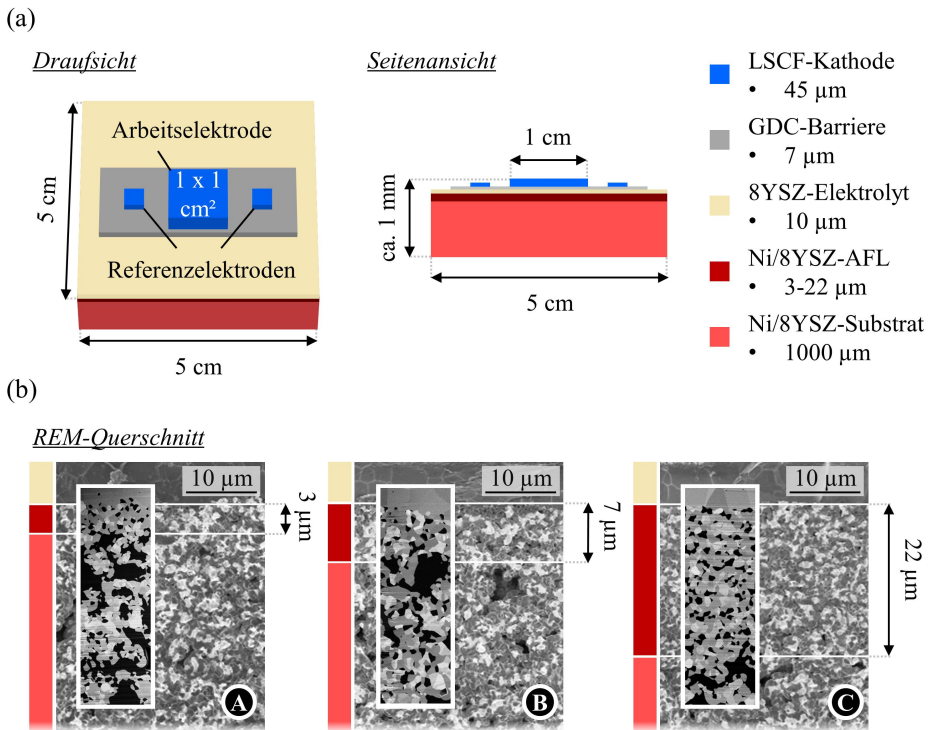 (a)
Draufsicht
Seitenansicht
Arbeitselektrode
1 x 1
cm²
Referenzelektroden
5 cm
5 cm
1 cm
ca. 1 mm
5 cm
LSCF-Kathode
• 45 µm
GDC-Barriere
• 7 µm
8YSZ-Elektrolyt
• 10 µm
Ni/8YSZ-AFL
• 3-22 µm
Ni/8YSZ-Substrat
• 1000 µm
(b)
REM-Querschnitt
10 µm
3 µm
A
10 µm
7 µm
B
10 µm
22 µm
C